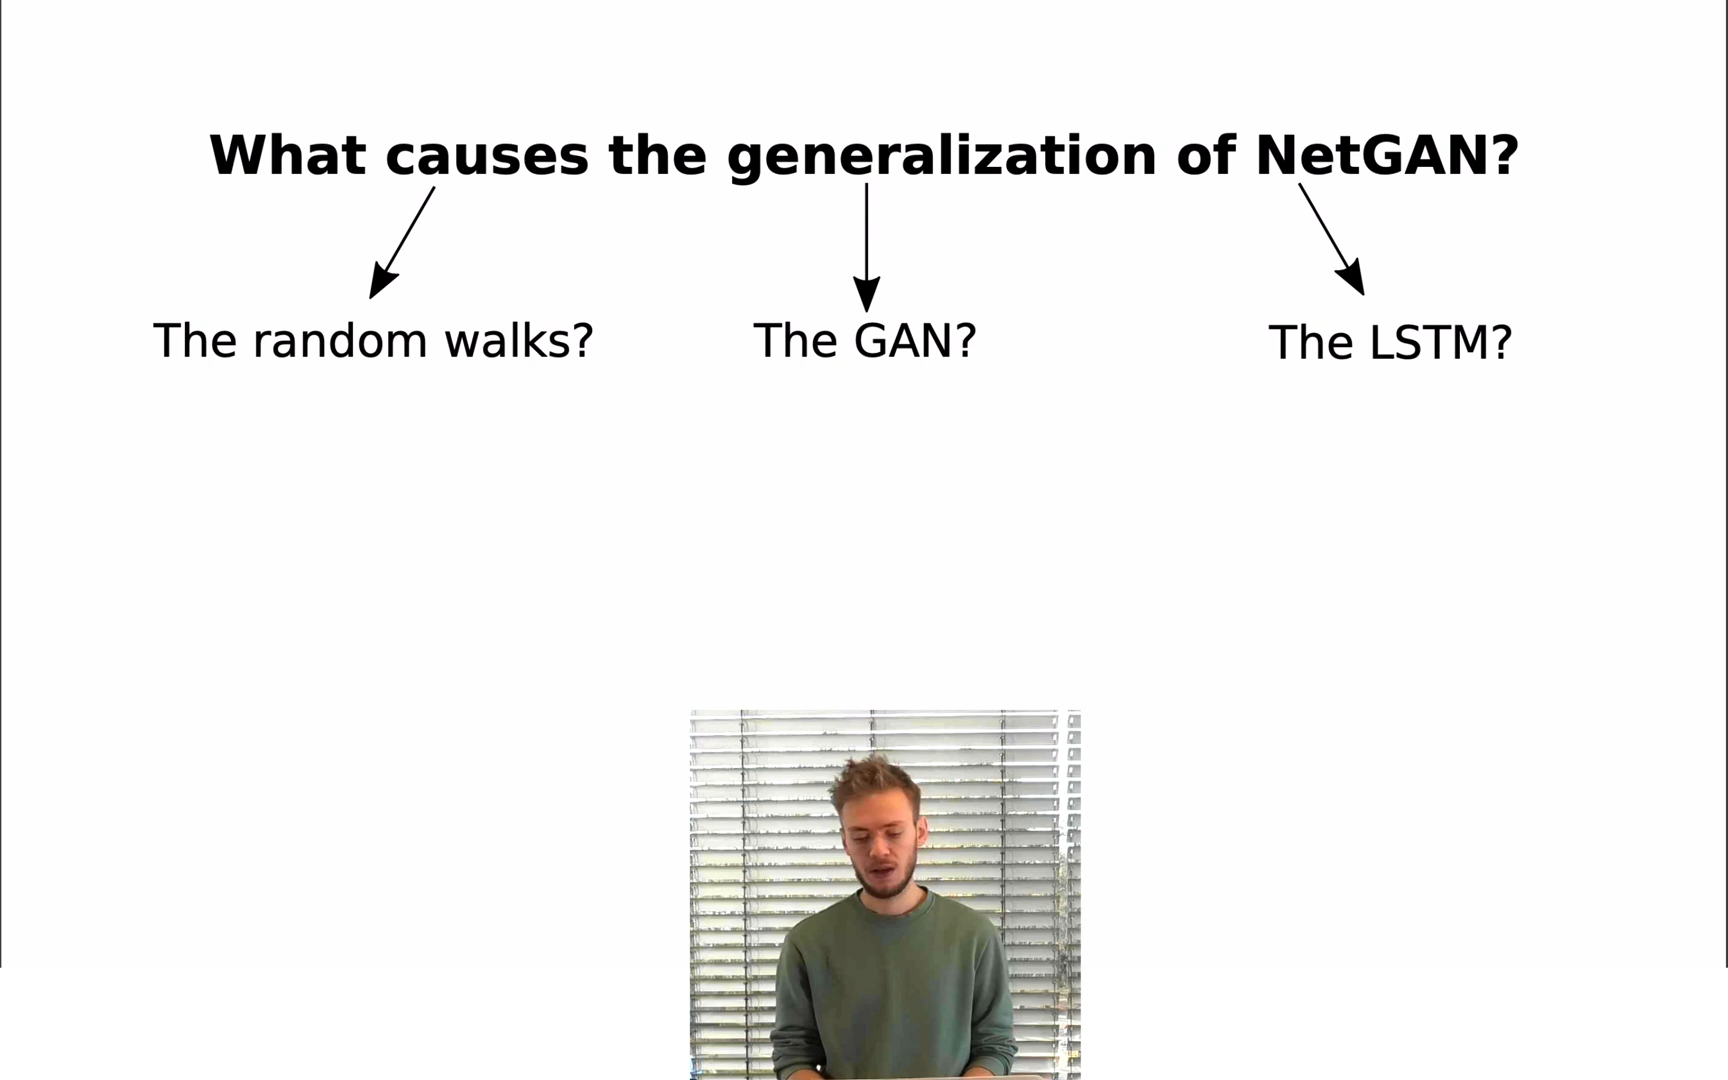 What causes the generalization of NetGAN?
The random walks? The GAN? The LSTM?